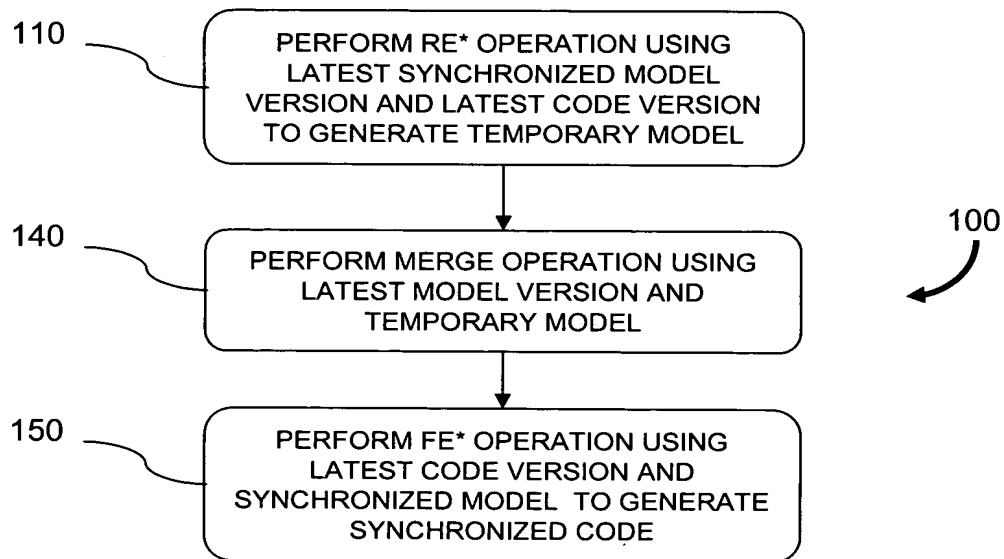 110
PERFORM RE* OPERATION USING
LATEST SYNCHRONIZED MODEL
VERSION AND LATEST CODE VERSION
TO GENERATE TEMPORARY MODEL
140
100
PERFORM MERGE OPERATION USING
LATEST MODEL VERSION AND
TEMPORARY MODEL
150
PERFORM FE* OPERATION USING
LATEST CODE VERSION AND
SYNCHRONIZED MODEL TO GENERATE
SYNCHRONIZED CODE